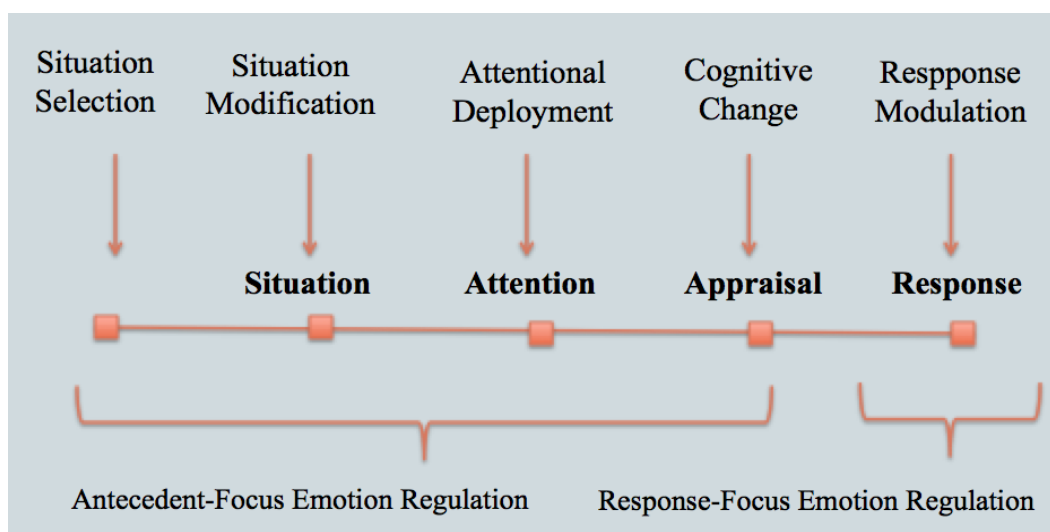 Situation
Selection
Situation
Modification
Attentional
Deployment
Cognitive
Change
Respponse
Modulation
Situation
Attention
Appraisal
Response
Antecedent-Focus Emotion Regulation
Response-Focus Emotion Regulation